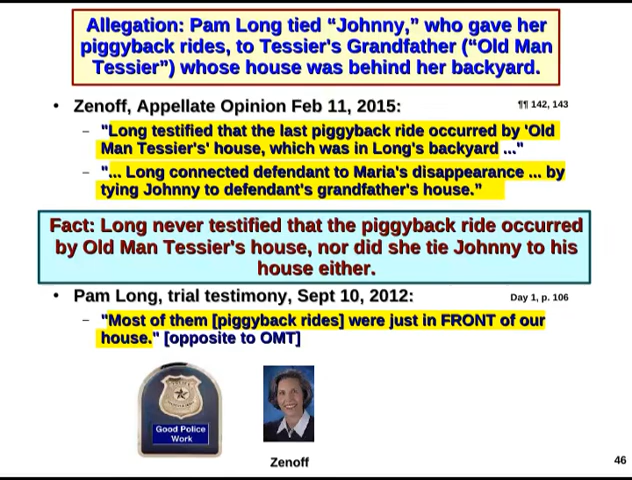 Allegation: Pam Long tied “Johnny,” who gave her
piggyback rides, to Tessier's Grandfather (“Old Man
Tessier”) whose house was behind her backyard.
• Zenoff, Appellate Opinion Feb 11, 2015: ¶¶ 142, 143
– "Long testified that the last piggyback ride occurred by 'Old
Man Tessier's' house, which was in Long's backyard ..."
– "... Long connected defendant to Maria's disappearance ... by
tying Johnny to defendant's grandfather's house.”
Fact: Long never testified that the piggyback ride occurred
by Old Man Tessier's house, nor did she tie Johnny to his
house either.
• Pam Long, trial testimony, Sept 10, 2012: Day 1, p. 106
– "Most of them [piggyback rides] were just in FRONT of our
house." [opposite to OMT]
Good Police
Work
Zenoff
46